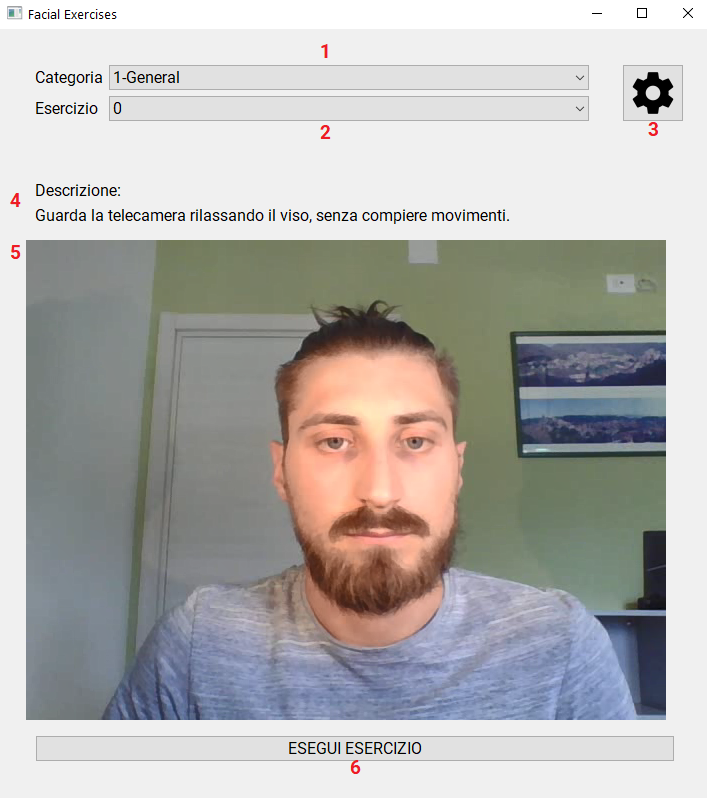 Facial Exercises
1
Categoria 1-General
Esercizio 0
2
3
4
Descrizione:
Guarda la telecamera rilassando il viso, senza compiere movimenti.
5
ESEGUI ESERCIZIO
6